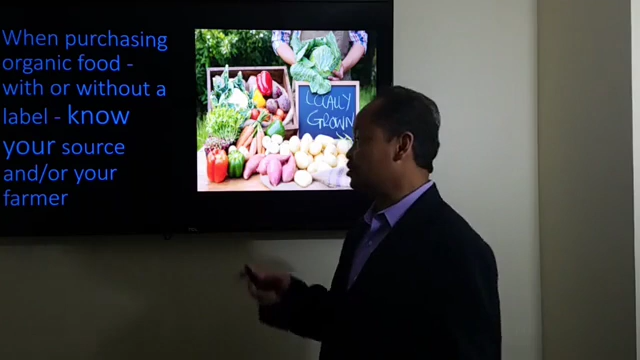 When purchasing
organic food -
with or without a
label - know
your source
and/or your
farmer
LOCALLY
GROWN